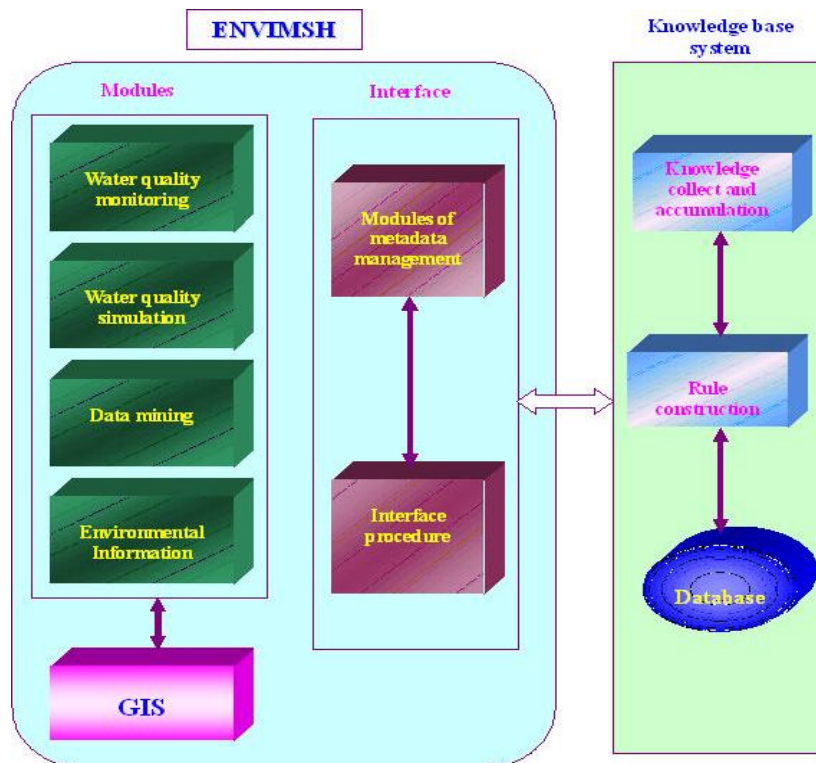 ENVIMSH
Knowledge base
system
Modules
Interface
Water quality
monitoring
Water quality
simulation
Data mining
Environmental
Information
GIS
Modules of
metadata
management
Interface
procedure
Knowledge
collect and
accumulation
Rule
construction
Database